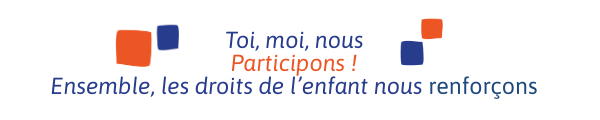 Toi, moi, nous
Participons !
Ensemble, les droits de l’enfant nous renforçons